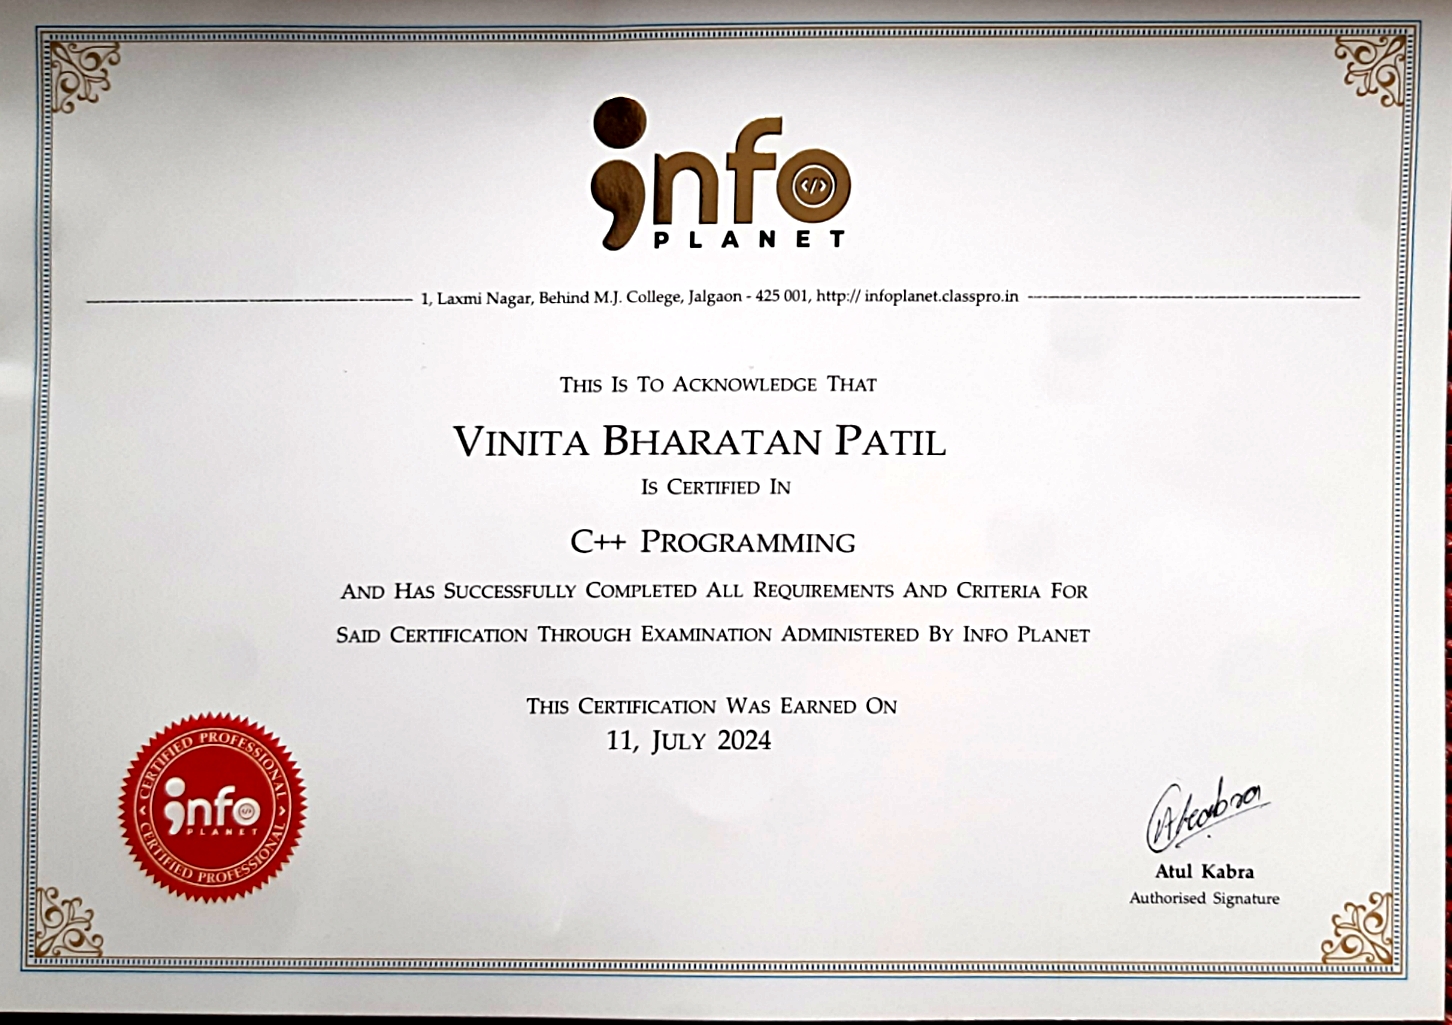 info
PLANET
1, Laxmi Nagar, Behind M.J. College, Jalgaon - 425 001, http:// infoplanet.classpro.in
THIS IS TO ACKNOWLEDGE THAT
VINITA BHARATAN PATIL
IS CERTIFIED IN
C++ PROGRAMMING
AND HAS SUCCESSFULLY COMPLETED ALL REQUIREMENTS AND CRITERIA FOR
SAID CERTIFICATION THROUGH EXAMINATION ADMINISTERED BY INFO PLANET
THIS CERTIFICATION WAS EARNED ON
11, JULY 2024
CERTIFIED PROFESSIONAL
info
PLANET
CERTIFIED PROFESSIONAL
Atul Kabra
Authorised Signature